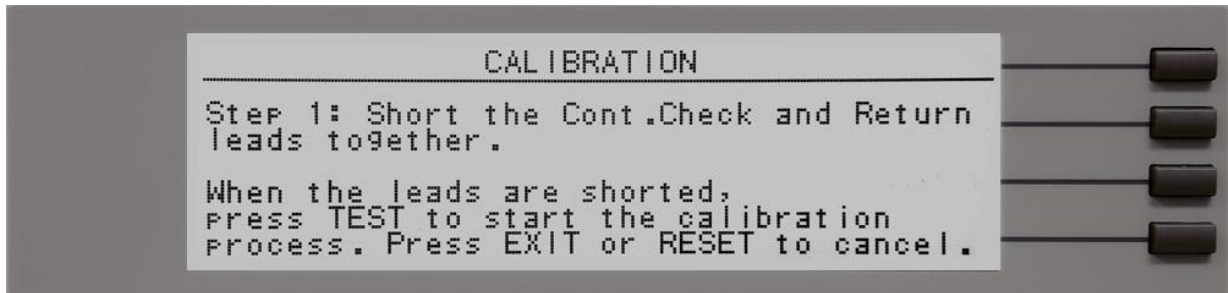 CALIBRATION
Step 1: Short the Cont.Check and Return
leads together.
When the leads are shorted,
press TEST to start the calibration
process. Press EXIT or RESET to cancel.